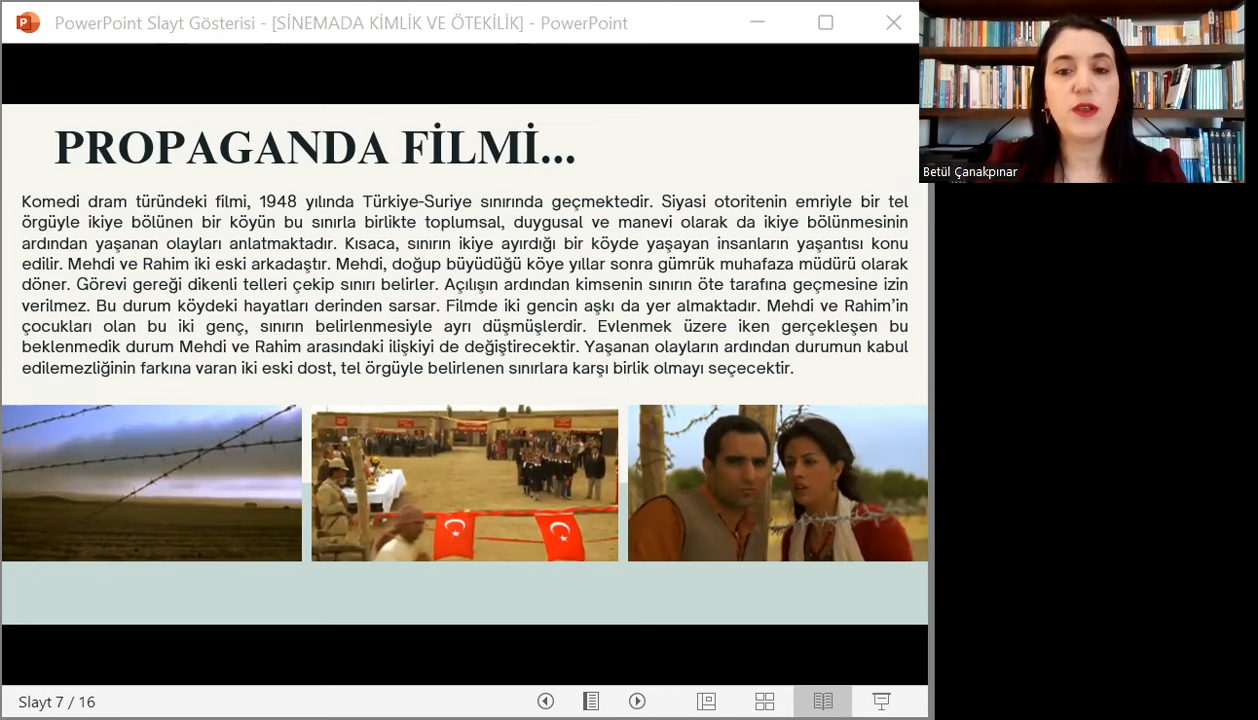 PowerPoint Slayt Gösterisi - [SİNEMADA KİMLİK VE ÖTEKİLİK] - PowerPoint
Betül Çanakpınar
PROPAGANDA FİLMİ...
Komedi dram türündeki filmi, 1948 yılında Türkiye-Suriye sınırında geçmektedir. Siyasi otoritenin emriyle bir tel
örgüyle ikiye bölünen bir köyün bu sınırla birlikte toplumsal, duygusal ve manevi olarak da ikiye bölünmesinin
ardından yaşanan olayları anlatmaktadır. Kısaca, sınırın ikiye ayırdığı bir köyde yaşayan insanların yaşantısı konu
edilir. Mehdi ve Rahim iki eski arkadaştır. Mehdi, doğup büyüdüğü köye yıllar sonra gümrük muhafaza müdürü olarak
döner. Görevi gereği dikenli telleri çekip sınırı belirler. Açılışın ardından kimsenin sınırın öte tarafına geçmesine izin
verilmez. Bu durum köydeki hayatları derinden sarsar. Filmde iki gencin aşkı da yer almaktadır. Mehdi ve Rahim’in
çocukları olan bu iki genç, sınırın belirlenmesiyle ayrı düşmüşlerdir. Evlenmek üzere iken gerçekleşen bu
beklenmedik durum Mehdi ve Rahim arasındaki ilişkiyi de değiştirecektir. Yaşanan olayların ardından durumun kabul
edilemezliğinin farkına varan iki eski dost, tel örgüyle belirlenen sınırlara karşı birlik olmayı seçecektir.
Slayt 7 / 16